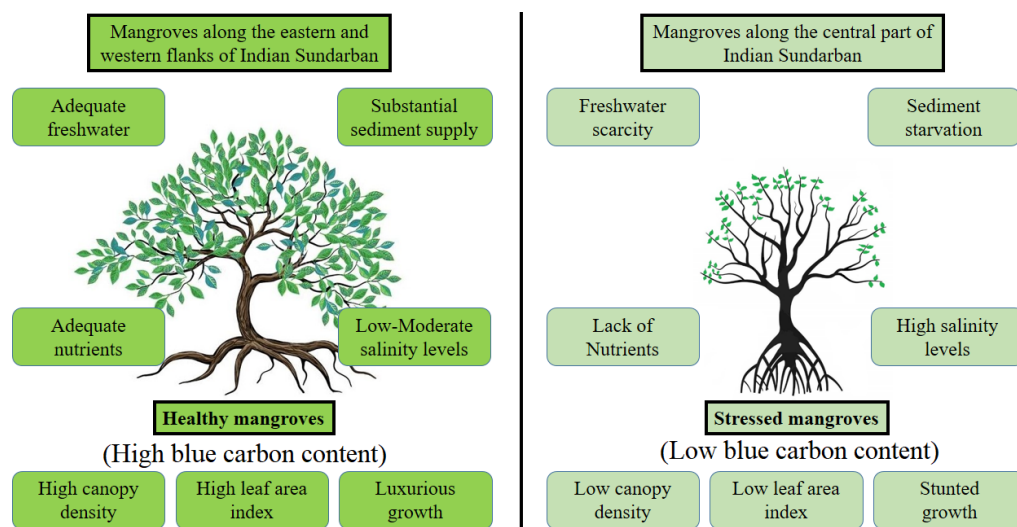 Mangroves along the eastern and
western flanks of Indian Sundarban
Adequate
freshwater
Substantial
sediment supply
Adequate
nutrients
Low-Moderate
salinity levels
Healthy mangroves
(High blue carbon content)
High canopy
density
High leaf area
index
Luxurious
growth
Mangroves along the central part of
Indian Sundarban
Freshwater
scarcity
Sediment
starvation
Lack of
Nutrients
High salinity
levels
Stressed mangroves
(Low blue carbon content)
Low canopy
density
Low leaf area
index
Stunted
growth